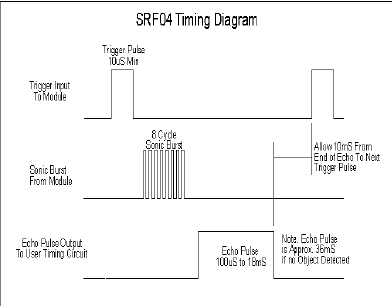 SRF04 Timing Diagram
Trigger Pulse
10uS Min
Trigger Input
To Module
8 Cycle
Sonic Burst
Allow 10mS From
End of Echo To Next
Trigger Pulse
Sonic Burst
From Module
Echo Pulse Output
To User Timing Circuit
Echo Pulse
100uS to 18mS
Note. Echo Pulse
is Approx. 36mS
if no Object Detected